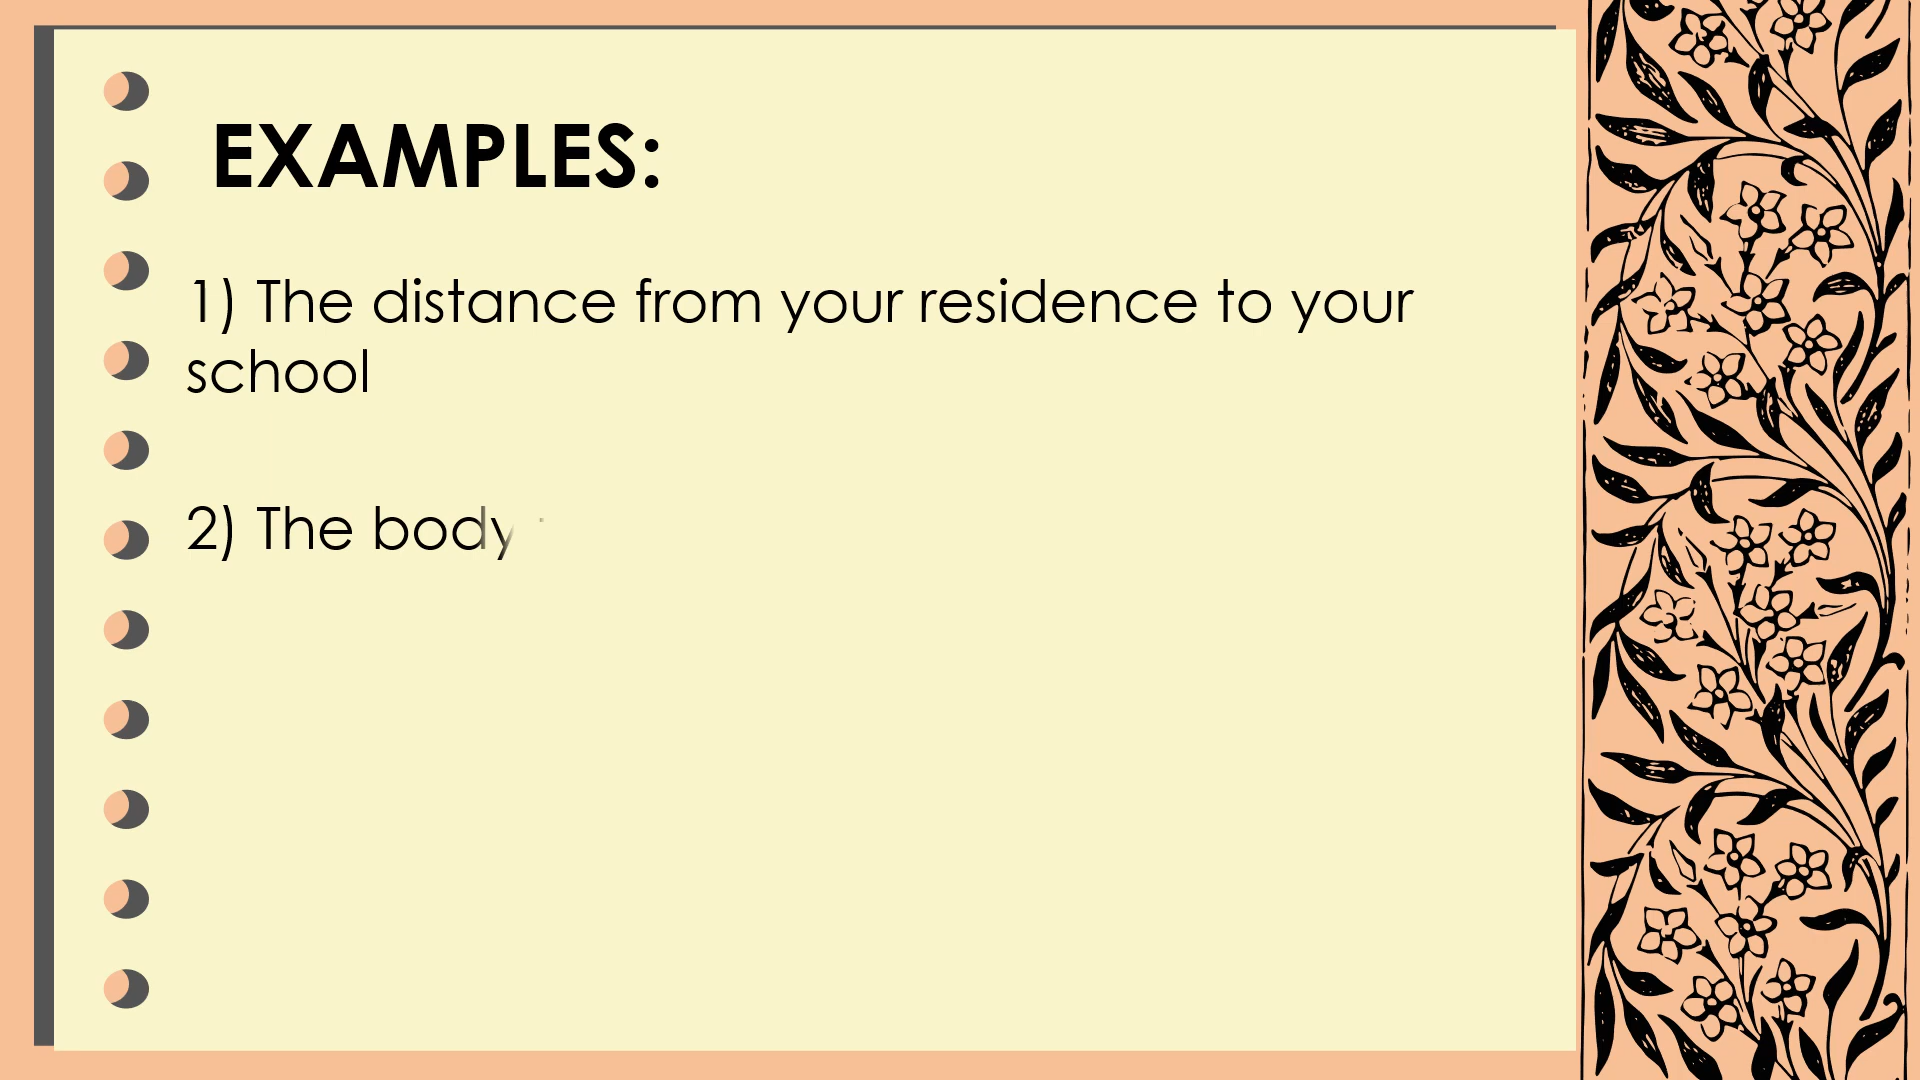 EXAMPLES:
1) The distance from your residence to your
school
2) The body